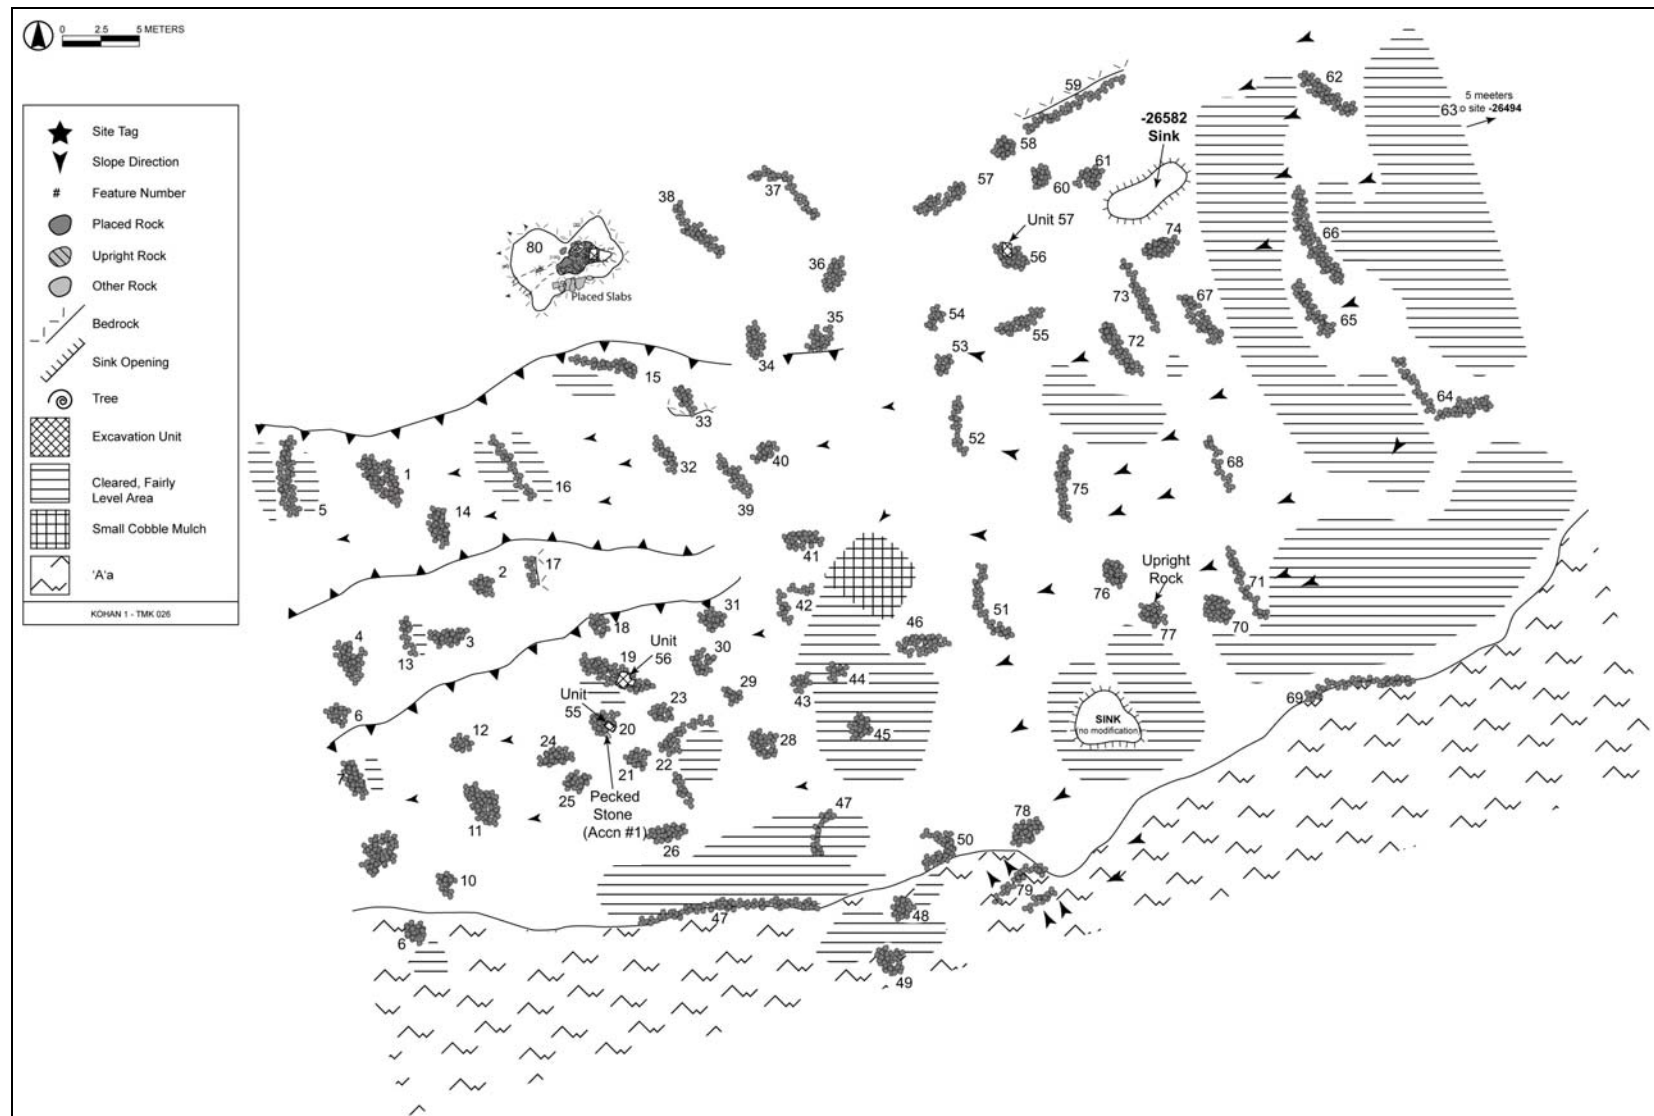 0 2.5 5 METERS
Site Tag
Slope Direction
# Feature Number
Placed Rock
Upright Rock
Other Rock
Bedrock
Sink Opening
Tree
Excavation Unit
Cleared, Fairly
Level Area
Small Cobble Mulch
'A'a
KOHAN 1 - TMK 026
62
59
5 meeters
63 o site -26494
-26582
Sink
58
61
57
60
37
38
Unit 57
74
66
80
56
36
73
67
Placed Slabs
54
55
65
35
72
53
34
15
64
33
52
40
32
68
1
16
75
39
5
14
41
17
2
Upright
Rock
71
76
42
51
31
18
46
70
77
4
3
13
19
Unit
56
30
44
29
43
69
Unit
55
23
6
SINK
no modification
20
45
12
28
24
22
21
7
25
Pecked
Stone
(Accn #1)
47
11
78
50
26
10
79
47
48
6
49